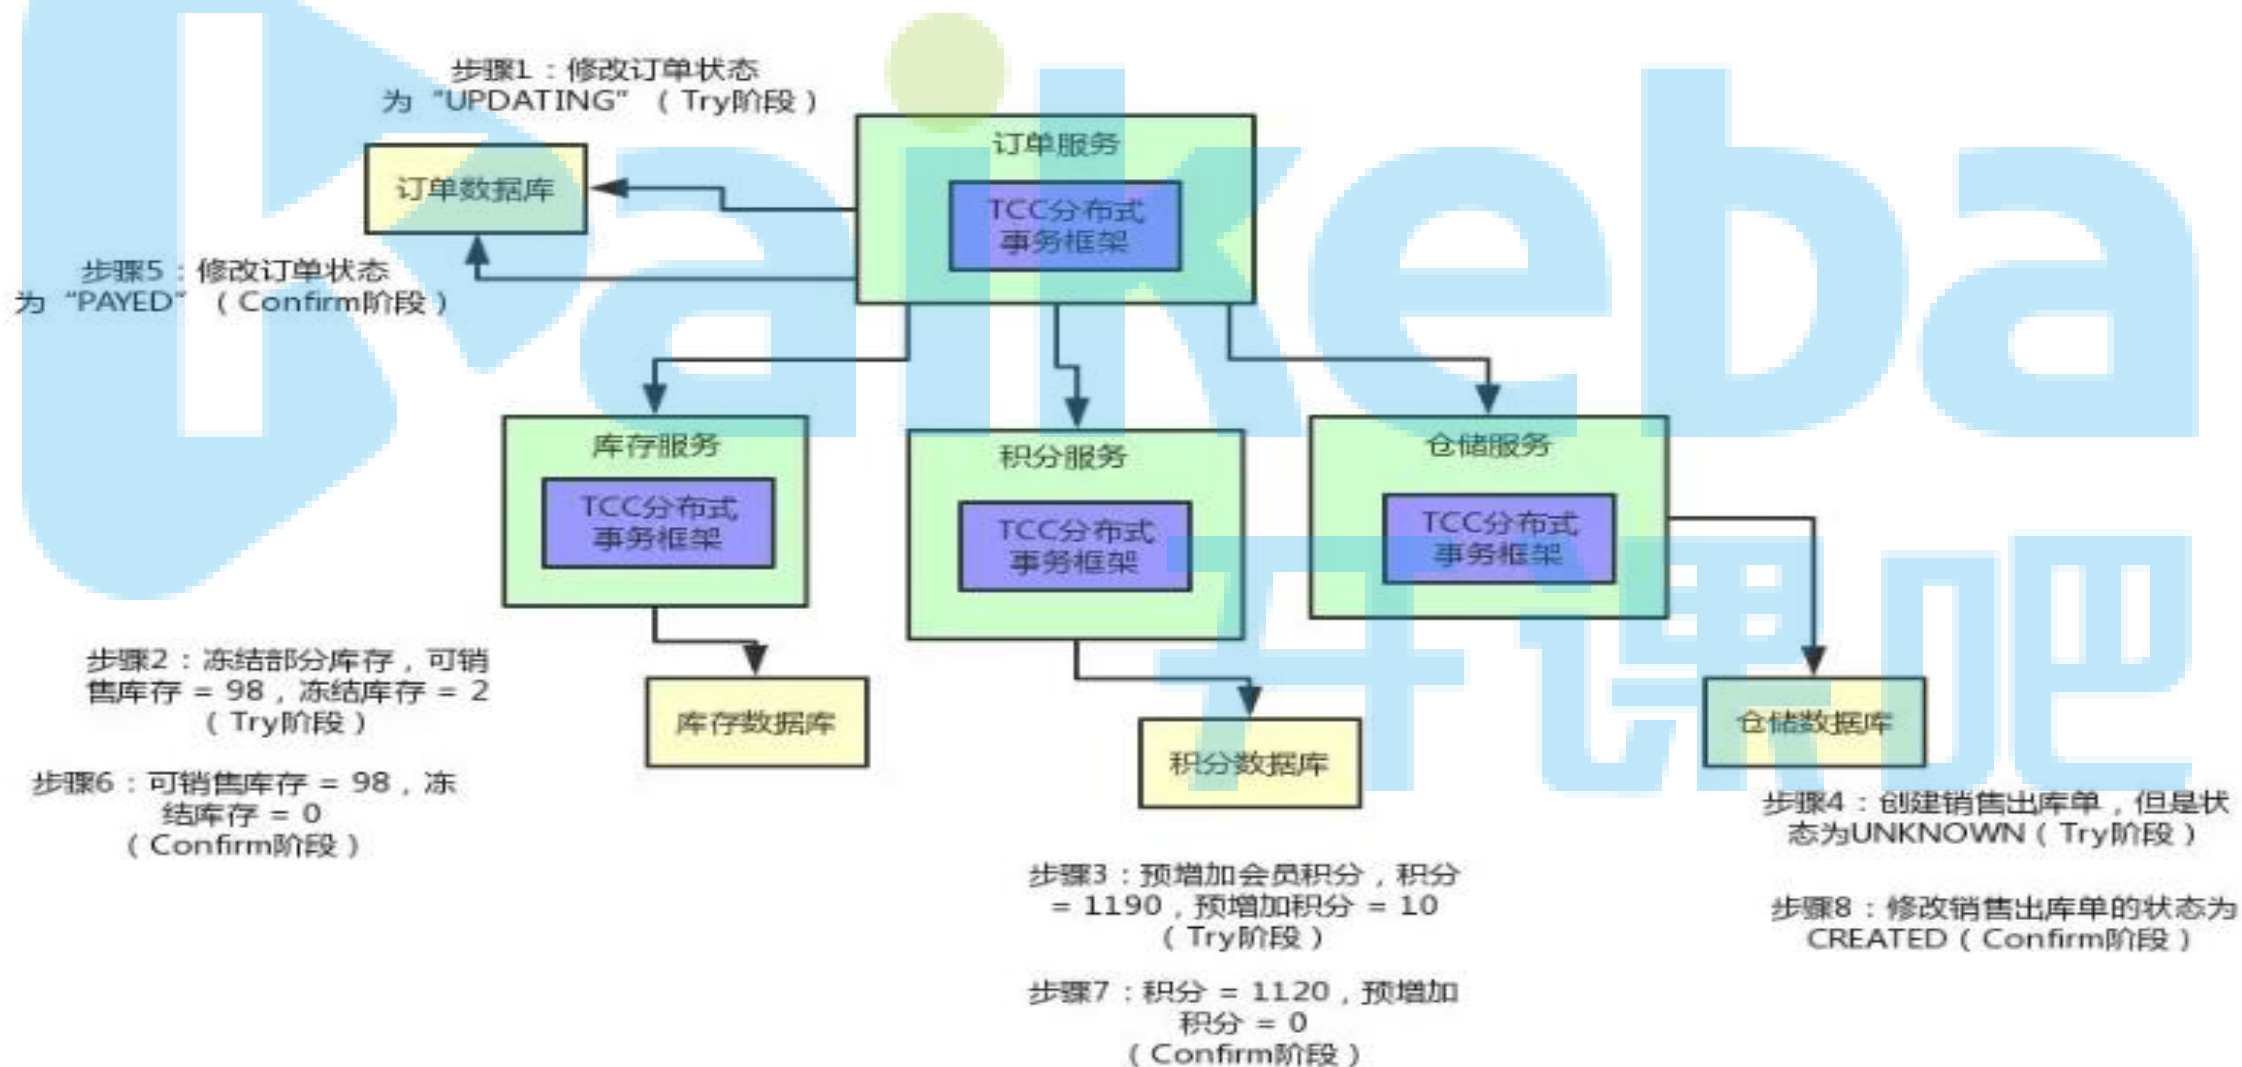 步骤1：修改订单状态
为“UPDATING”（Try阶段）
订单服务
TCC分布式
事务框架
订单数据库
步骤5：修改订单状态
为“PAYED”（Confirm阶段）
库存服务
TCC分布式
事务框架
积分服务
TCC分布式
事务框架
仓储服务
TCC分布式
事务框架
步骤2：冻结部分库存，可销
售库存 = 98，冻结库存 = 2
（Try阶段）
库存数据库
积分数据库
仓储数据库
步骤6：可销售库存 = 98，冻
结库存 = 0
（Confirm阶段）
步骤4：创建销售出库单，但是状
态为UNKNOWN（Try阶段）
步骤3：预增加会员积分，积分
= 1190，预增加积分 = 10
（Try阶段）
步骤8：修改销售出库单的状态为
CREATED（Confirm阶段）
步骤7：积分 = 1120，预增加
积分 = 0
（Confirm阶段）
kaikeba
开课吧